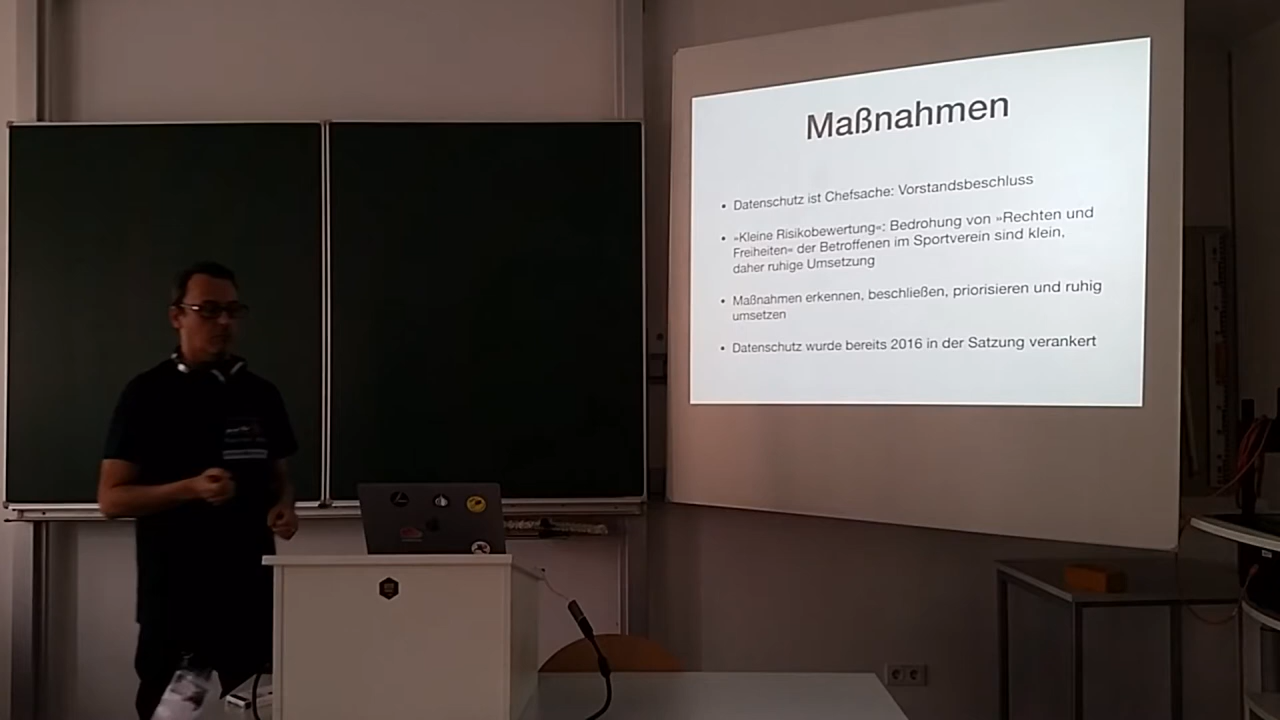 Maßnahmen
• Datenschutz ist Chefsache: Vorstandsbeschluss
• »Kleine Risikobewertung«: Bedrohung von »Rechten und
Freiheiten« der Betroffenen im Sportverein sind klein,
daher ruhige Umsetzung
• Maßnahmen erkennen, beschließen, priorisieren und ruhig
umsetzen
• Datenschutz wurde bereits 2016 in der Satzung verankert